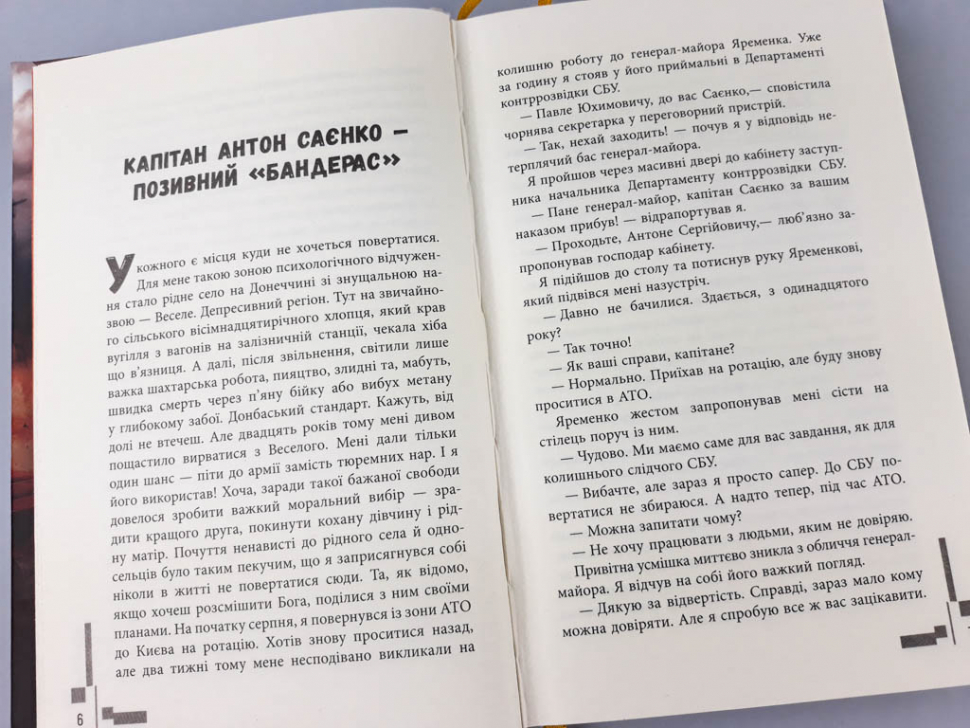 КАПІТАН АНТОН САЄНКО –
ПОЗИВНИЙ «БАНДЕРАС»
У кожного є місця куди не хочеться повертатися.
Для мене такою зоною психологічного відчужен-
ня стало рідне село на Донеччині зі знущальною на-
звою — Веселе. Депресивний регіон. Тут на звичайно-
го сільського вісімнадцятирічного хлопця, який крав
вугілля з вагонів на залізничній станції, чекала хіба
що в'язниця. А далі, після звільнення, світили лише
важка шахтарська робота, пияцтво, злидні та, мабуть,
швидка смерть через п'яну бійку або вибух метану
у глибокому забої. Донбаський стандарт. Кажуть, від
долі не втечеш. Але двадцять років тому мені дивом
пощастило вирватися з Веселого. Мені дали тільки
один шанс — піти до армії замість тюремних нар. І я
його використав! Хоча, заради такої бажаної свободи
довелося зробити важкий моральний вибір — зра-
дити кращого друга, покинути кохану дівчину і рід-
ну матір. Почуття ненависті до рідного села й одно-
сельців було таким пекучим, що я заприсягнувся собі
ніколи в житті не повертатися сюди. Та, як відомо,
якщо хочеш розсмішити Бога, поділися з ним своїми
планами. На початку серпня, я повернувся із зони АТО
до Києва на ротацію. Хотів знову проситися назад,
але два тижні тому мене несподівано викликали на
6
колишню роботу до генерал-майора Яременка. Уже
за годину я стояв у його приймальні в Департаменті
контррозвідки СБУ.
— Павле Юхимовичу, до вас Саєнко,— сповістила
чорнява секретарка у переговорний пристрій.
— Так, нехай заходить! — почув я у відповідь не-
терплячий бас генерал-майора.
Я пройшов через масивні двері до кабінету заступ-
ника начальника Департаменту контррозвідки СБУ.
— Пане генерал-майор, капітан Саєнко за вашим
наказом прибув! — відрапортував я.
— Проходьте, Антоне Сергійовичу,— люб'язно за-
пропонував господар кабінету.
Я підійшов до столу та потиснув руку Яременкові,
який підвівся мені назустріч.
— Давно не бачилися. Здається, з одинадцятого
року?
— Так точно!
— Як ваші справи, капітане?
— Нормально. Приїхав на ротацію, але буду знову
проситися в АТО.
Яременко жестом запропонував мені сісти на
стілець поруч із ним.
— Чудово. Ми маємо саме для вас завдання, як для
колишнього слідчого СБУ.
— Вибачте, але зараз я просто сапер. До СБУ по-
вертатися не збираюся. А надто тепер, під час АТО.
— Можна запитати чому?
— Не хочу працювати з людьми, яким не довіряю.
Привітна усмішка миттєво зникла з обличчя генерал-
майора. Я відчув на собі його важкий погляд.
— Дякую за відвертість. Справді, зараз мало кому
можна довіряти. Але я спробую все ж вас зацікавити.